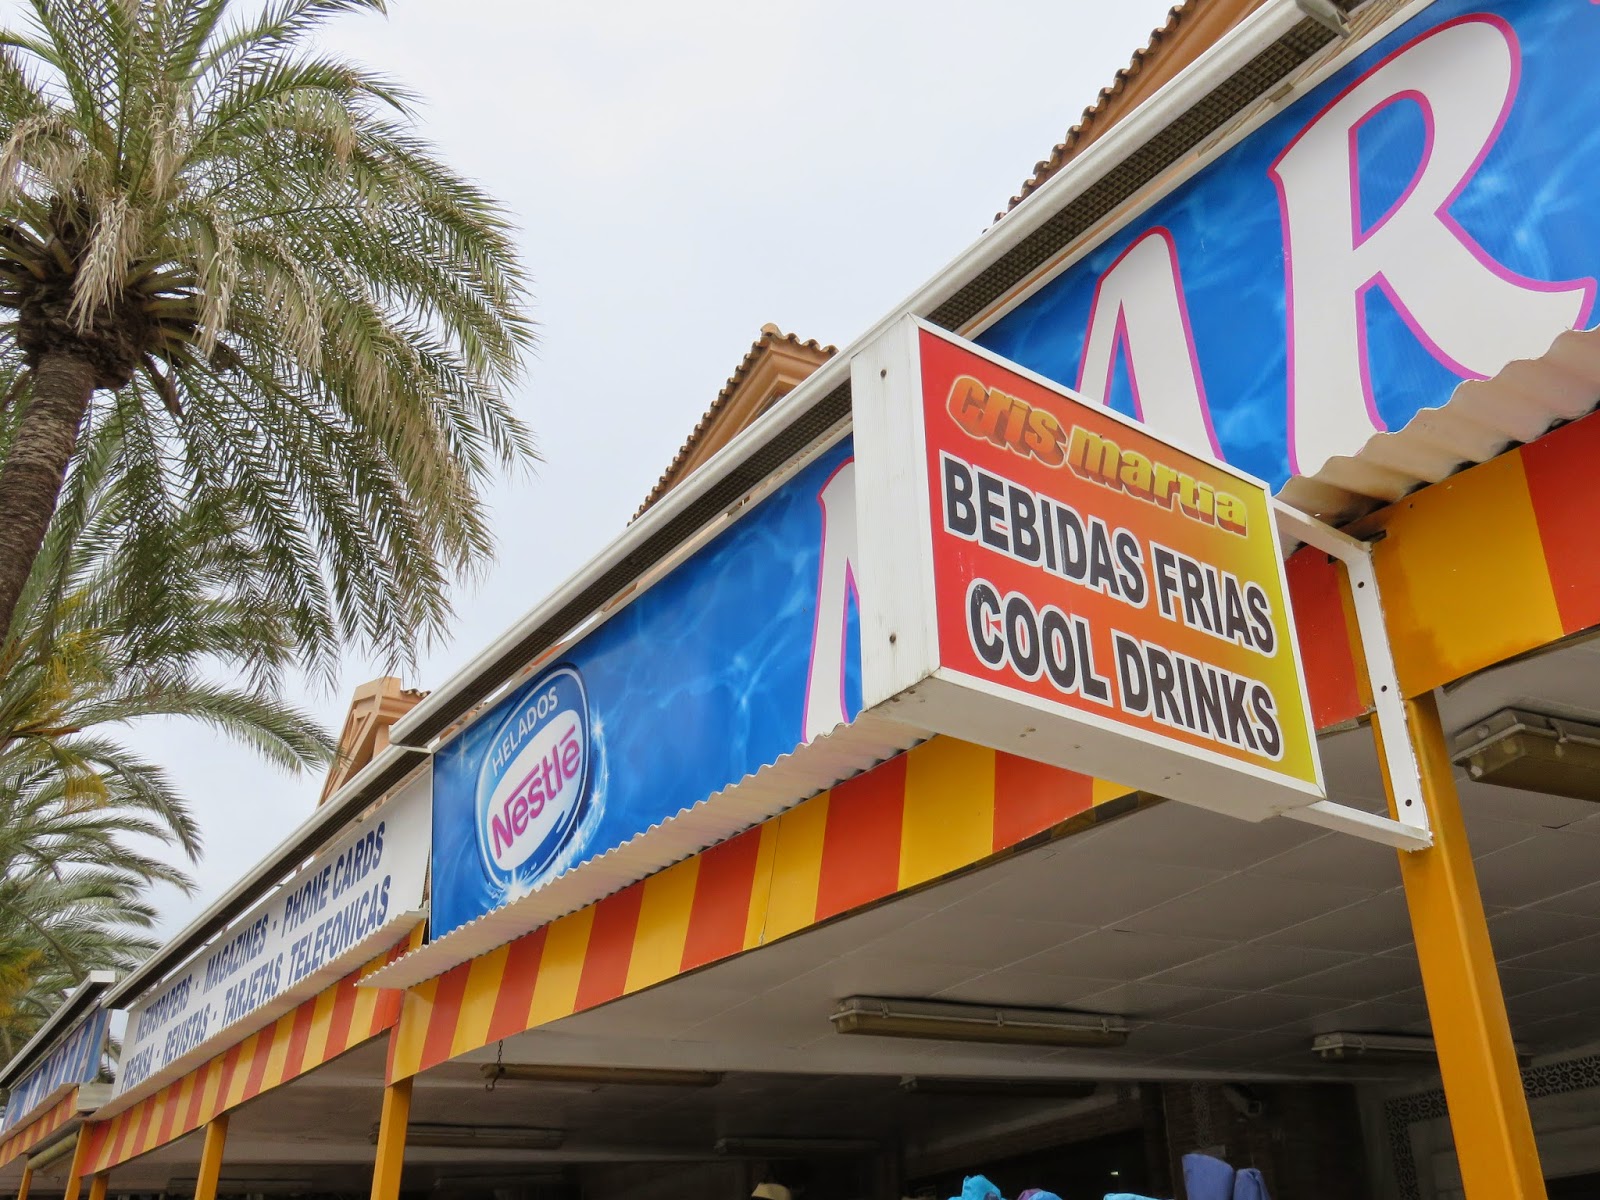 cris martia
BEBIDAS FRIAS
COOL DRINKS
HELADOS
Nestlé
NEWSPAPERS - MAGAZINES - PHONE CARDS
PRENSA - REVISTAS - TARJETAS TELEFONICAS